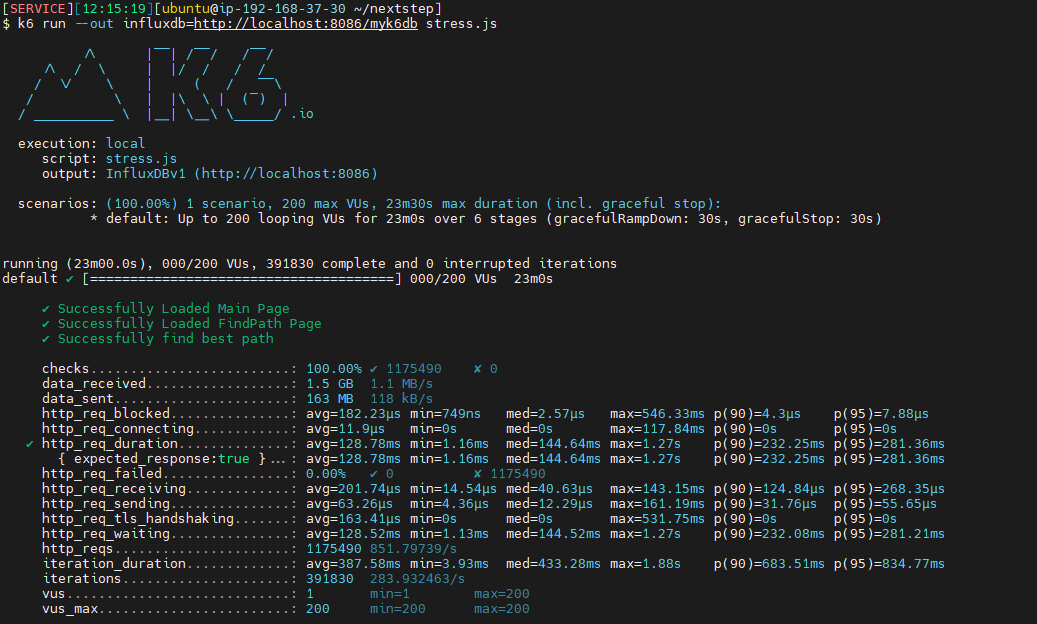 [SERVICE][12:15:19][ubuntu@ip-192-168-37-30 ~/nextstep]
$ k6 run --out influxdb=http://localhost:8086/myk6db stress.js
.io
execution: local
script: stress.js
output: InfluxDBv1 (http://localhost:8086)
scenarios: (100.00%) 1 scenario, 200 max VUs, 23m30s max duration (incl. graceful stop):
* default: Up to 200 looping VUs for 23m0s over 6 stages (gracefulRampDown: 30s, gracefulStop: 30s)
running (23m00.0s), 000/200 VUs, 391830 complete and 0 interrupted iterations
default ✔ [======================================] 000/200 VUs  23m0s
✔ Successfully Loaded Main Page
✔ Successfully Loaded FindPath Page
✔ Successfully find best path
checks.........................: 100.00% ✔ 1175490    ✘ 0
data_received..................: 1.5 GB  1.1 MB/s
data_sent......................: 163 MB  118 kB/s
http_req_blocked...............: avg=182.23µs min=749ns   med=2.57µs   max=546.33ms p(90)=4.3µs    p(95)=7.88µs
http_req_connecting............: avg=11.9µs   min=0s      med=0s       max=117.84ms p(90)=0s       p(95)=0s
✔ http_req_duration..............: avg=128.78ms min=1.16ms  med=144.64ms max=1.27s    p(90)=232.25ms p(95)=281.36ms
{ expected_response:true }...: avg=128.78ms min=1.16ms  med=144.64ms max=1.27s    p(90)=232.25ms p(95)=281.36ms
http_req_failed................: 0.00%   ✔ 0          ✘ 1175490
http_req_receiving.............: avg=201.74µs min=14.54µs med=40.63µs  max=143.15ms p(90)=124.84µs p(95)=268.35µs
http_req_sending...............: avg=63.26µs  min=4.36µs  med=12.29µs  max=161.19ms p(90)=31.76µs  p(95)=55.65µs
http_req_tls_handshaking.......: avg=163.41µs min=0s      med=0s       max=531.75ms p(90)=0s       p(95)=0s
http_req_waiting...............: avg=128.52ms min=1.13ms  med=144.52ms max=1.27s    p(90)=232.08ms p(95)=281.21ms
http_reqs......................: 1175490 851.79739/s
iteration_duration.............: avg=387.58ms min=3.93ms  med=433.28ms max=1.88s    p(90)=683.51ms p(95)=834.77ms
iterations.....................: 391830  283.932463/s
vus............................: 1       min=1        max=200
vus_max........................: 200     min=200      max=200